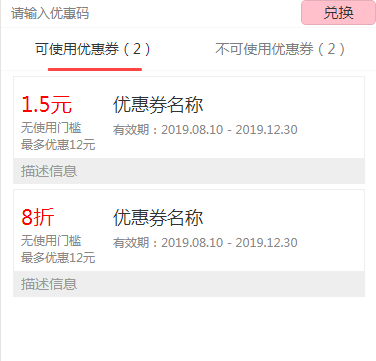 请输入优惠码
兑换
可使用优惠券（2）
不可使用优惠券（2）
1.5元
优惠券名称
无使用门槛
有效期：2019.08.10 - 2019.12.30
最多优惠12元
描述信息
8折
优惠券名称
无使用门槛
有效期：2019.08.10 - 2019.12.30
最多优惠12元
描述信息